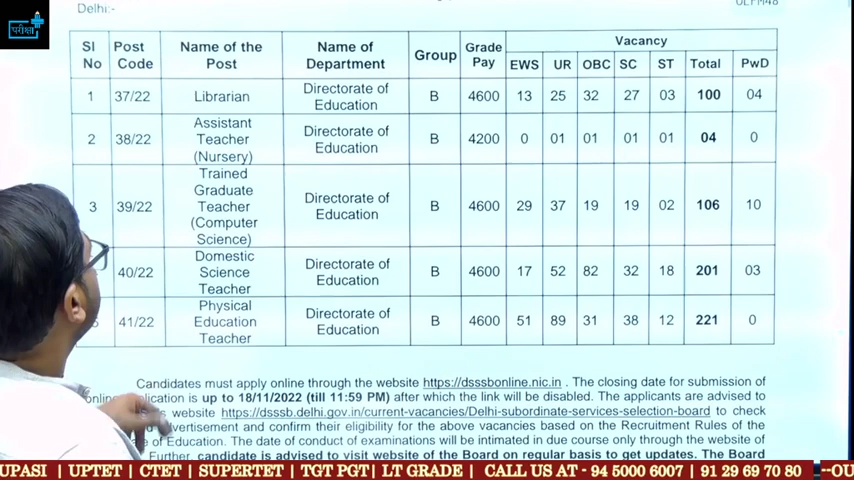 परीक्षा
Delhi:-
Sl No | Post Code | Name of the Post | Name of Department | Group | Grade Pay | Vacancy
EWS | UR | OBC | SC | ST | Total | PwD
1 | 37/22 | Librarian | Directorate of Education | B | 4600 | 13 | 25 | 32 | 27 | 03 | 100 | 04
2 | 38/22 | Assistant Teacher (Nursery) | Directorate of Education | B | 4200 | 0 | 01 | 01 | 01 | 01 | 04 | 0
3 | 39/22 | Trained Graduate Teacher (Computer Science) | Directorate of Education | B | 4600 | 29 | 37 | 19 | 19 | 02 | 106 | 10
40/22 | Domestic Science Teacher | Directorate of Education | B | 4600 | 17 | 52 | 82 | 32 | 18 | 201 | 03
41/22 | Physical Education Teacher | Directorate of Education | B | 4600 | 51 | 89 | 31 | 38 | 12 | 221 | 0
Candidates must apply online through the website https://dsssbonline.nic.in . The closing date for submission of
is up to 18/11/2022 (till 11:59 PM) after which the link will be disabled. The applicants are advised to
website https://dsssb.delhi.gov.in/current-vacancies/Delhi-subordinate-services-selection-board to check
and confirm their eligibility for the above vacancies based on the Recruitment Rules of the
of Education. The date of conduct of examinations will be intimated in due course only through the website of
Further, candidate is advised to visit website of the Board on regular basis to get updates. The Board
UPASI | UPTET | CTET | SUPERTET | TGT PGT| LT GRADE | CALL US AT - 94 5000 6007 | 91 29 69 70 80 --OU